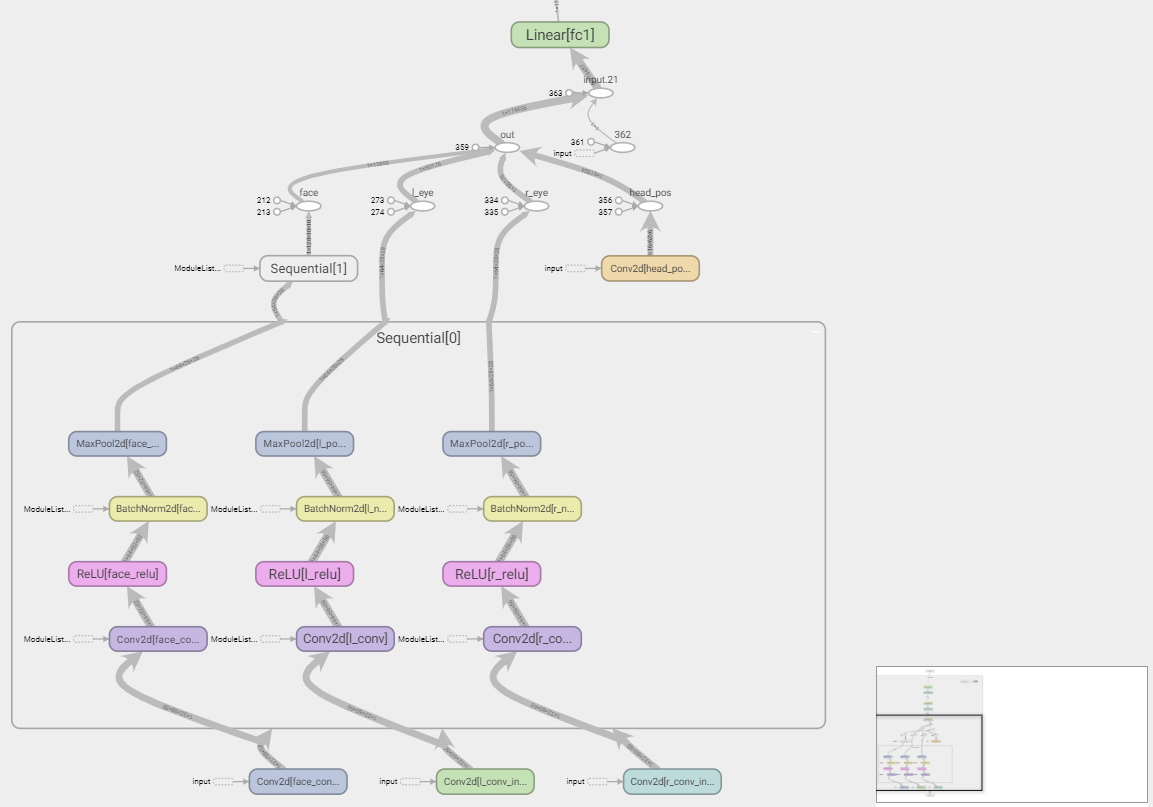 Linear[fc1]
input.21
363
out
359
362
361
input
face
212
213
l_eye
273
274
r_eye
334
335
head_pos
356
357
ModuleList...
Sequential[1]
input
Conv2d[head_po...
Sequential[0]
MaxPool2d[face_...
MaxPool2d[l_po...
MaxPool2d[r_po...
ModuleList...
BatchNorm2d[fac...
ModuleList...
BatchNorm2d[l_n...
ModuleList...
BatchNorm2d[r_n...
ReLU[face_relu]
ReLU[l_relu]
ReLU[r_relu]
ModuleList...
Conv2d[face_co...
ModuleList...
Conv2d[l_conv]
ModuleList...
Conv2d[r_co...
input
Conv2d[face_con...
input
Conv2d[l_conv_in...
input
Conv2d[r_conv_in...